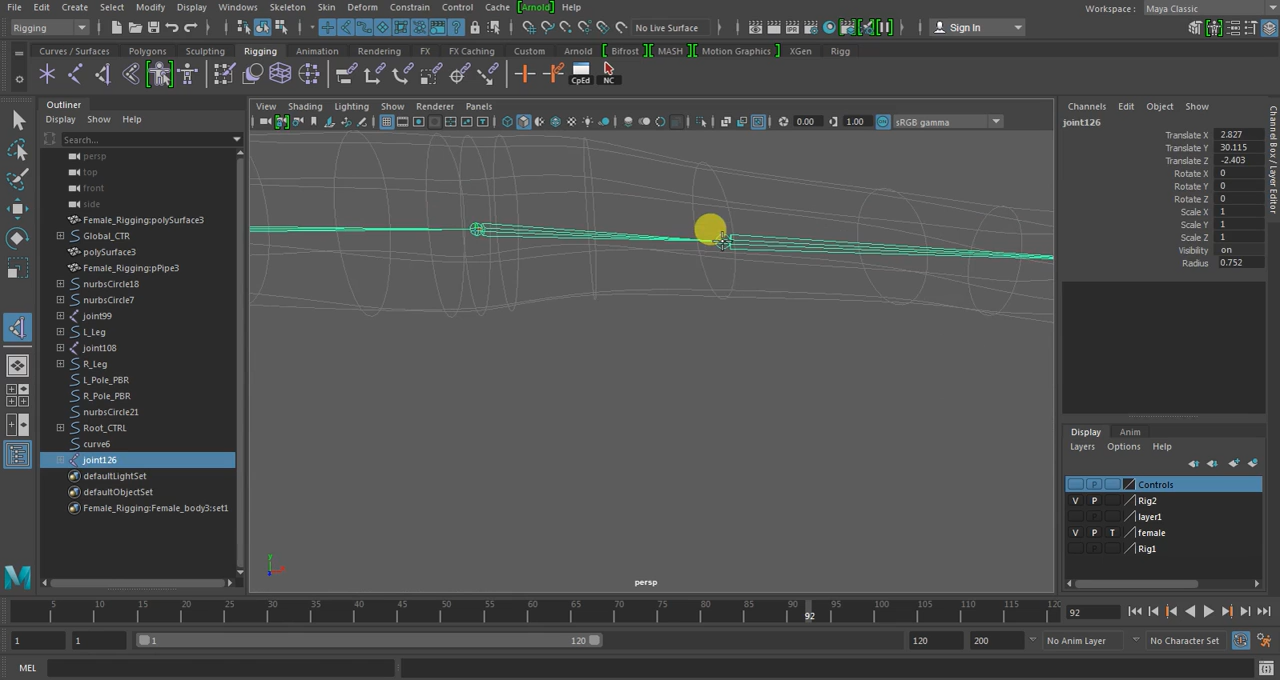 File Edit Create Select Modify Display Windows Skeleton Skin Deform Constrain Control Cache [Arnold] Help
Workspace : Maya Classic
Rigging
No Live Surface
Sign In
Curves / Surfaces Polygons Sculpting Rigging Animation Rendering FX FX Caching Custom Arnold Bifrost MASH Motion Graphics XGen Rigg
CpEd NC
Outliner
Display Show Help
Search...
persp
top
front
side
Female_Rigging:polySurface3
Global_CTR
polySurface3
Female_Rigging:pPipe3
nurbsCircle18
nurbsCircle7
joint99
L_Leg
joint108
R_Leg
L_Pole_PBR
R_Pole_PBR
nurbsCircle21
Root_CTRL
curve6
joint126
defaultLightSet
defaultObjectSet
Female_Rigging:Female_body3:set1
View Shading Lighting Show Renderer Panels
0.00 1.00 sRGB gamma
y
persp
Channels Edit Object Show
joint126
Translate X 2.827
Translate Y 30.115
Translate Z -2.403
Rotate X 0
Rotate Y 0
Rotate Z 0
Scale X 1
Scale Y 1
Scale Z 1
Visibility on
Radius 0.752
Channel Box / Layer Editor
Display Anim
Layers Options Help
P Controls
V P Rig2
layer1
V P T female
Rig1
5 10 15 20 25 30 35 40 45 50 55 60 65 70 75 80 85 90 95 100 105 110 115 120
92
92
1 1 1 120 120 200 No Anim Layer No Character Set
MEL